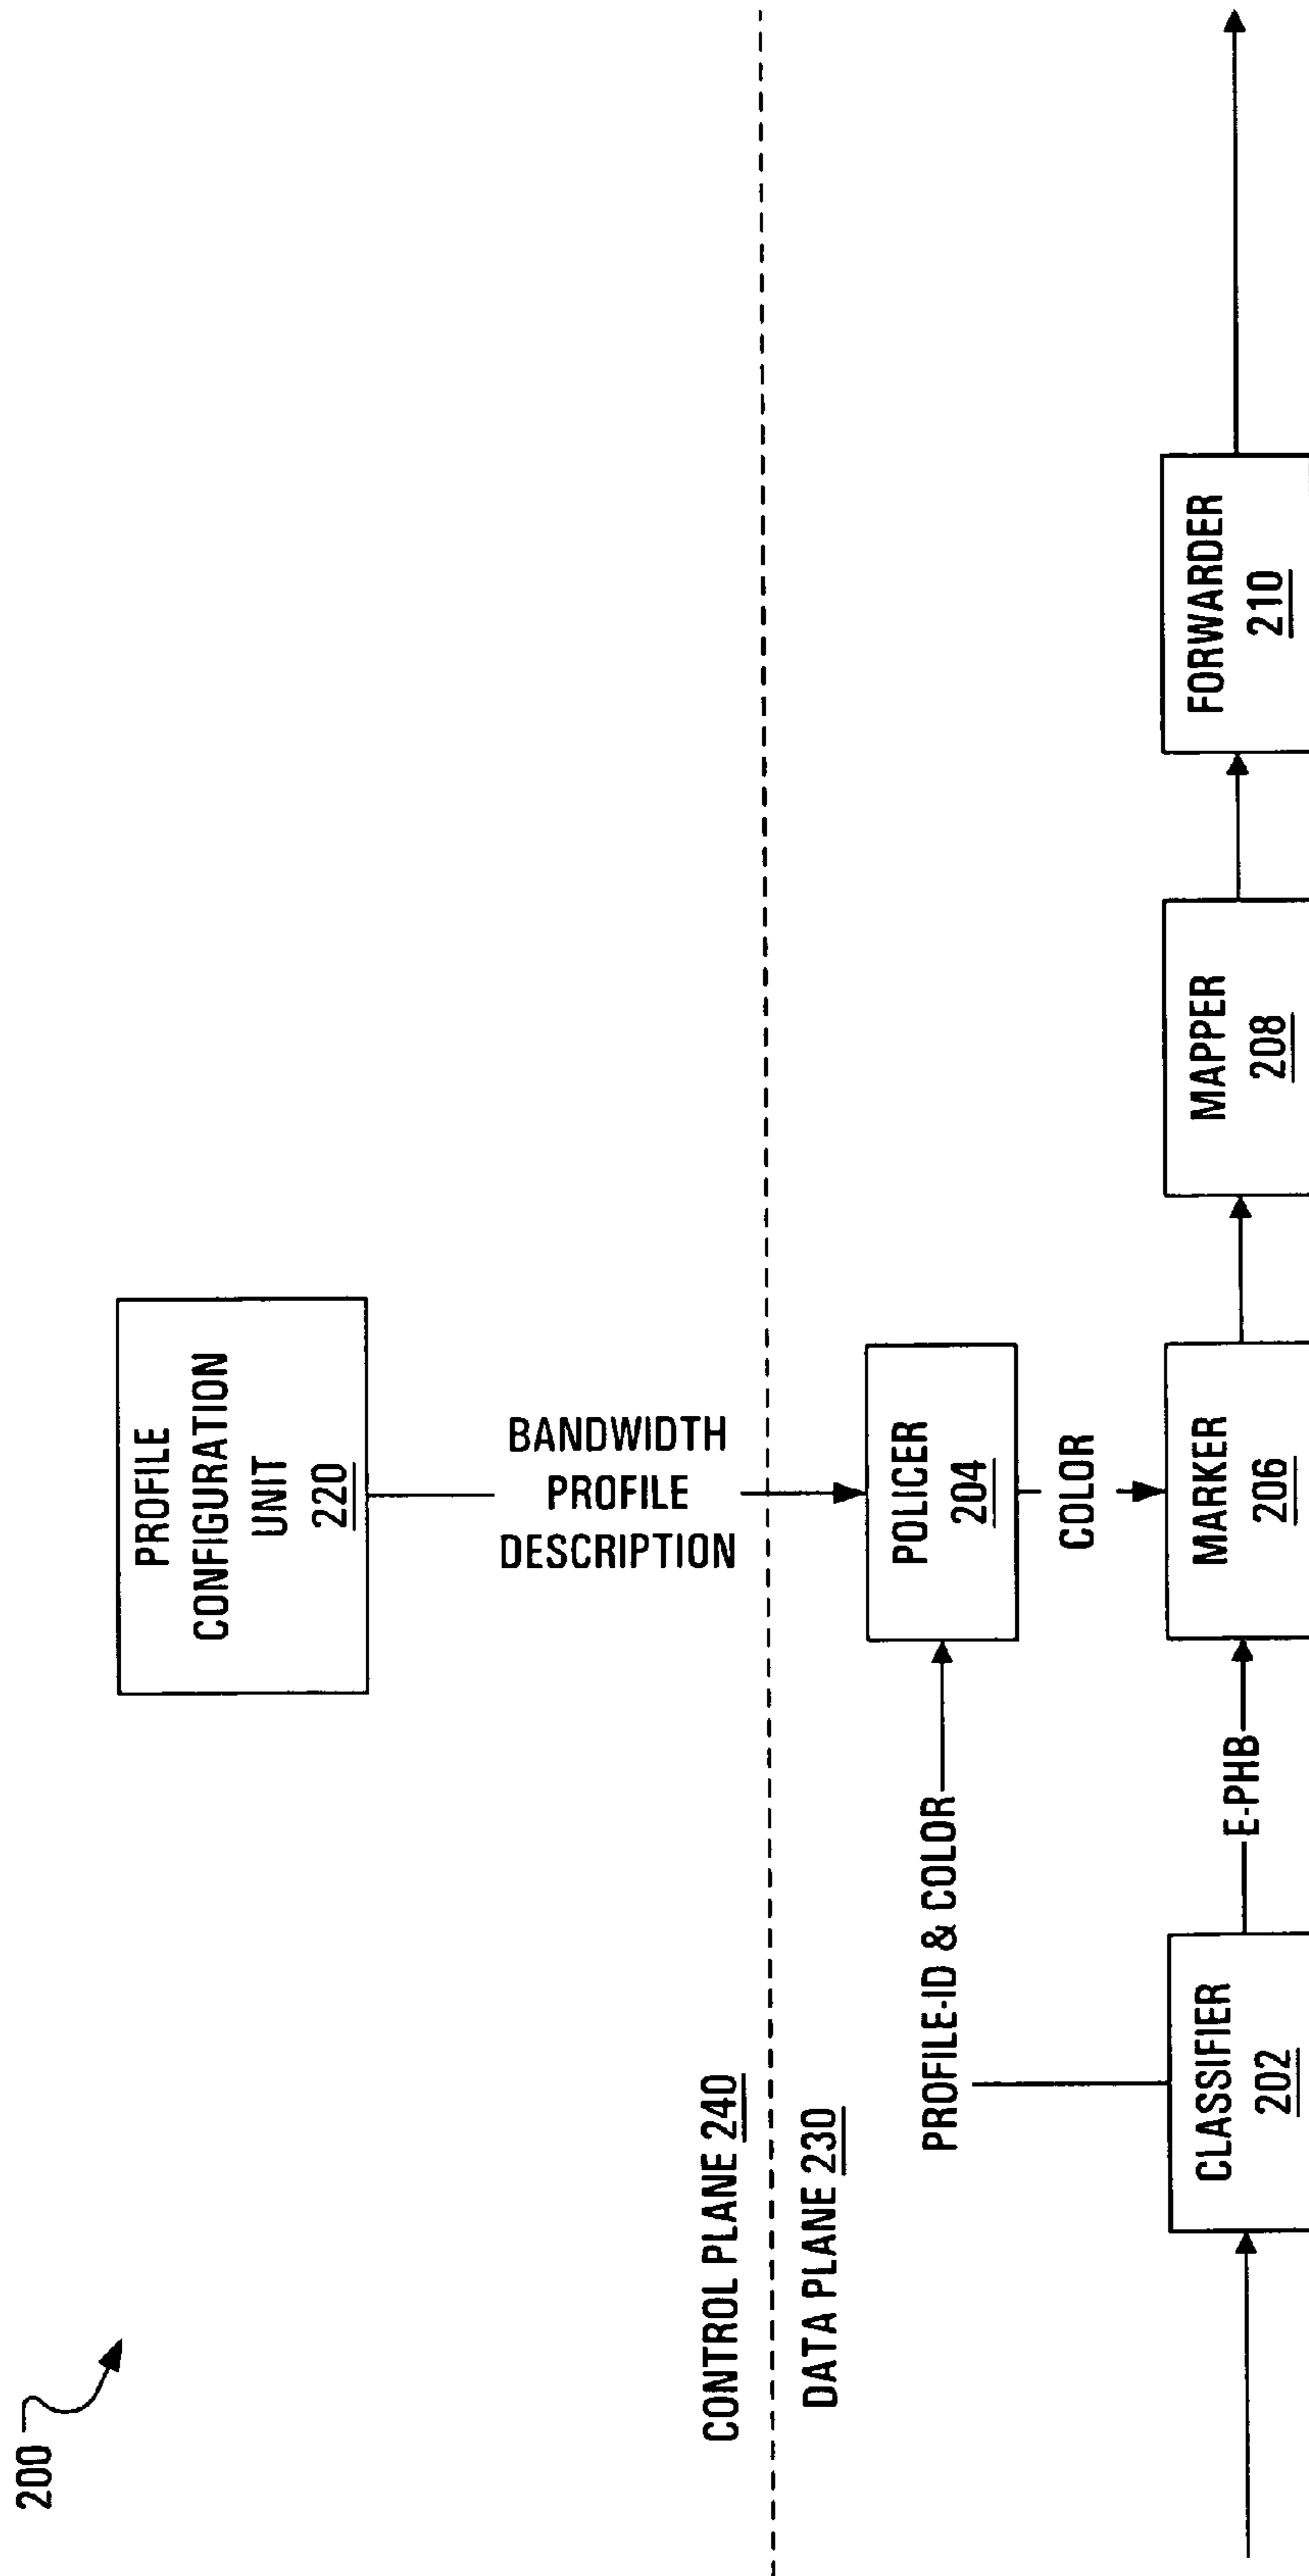 200
PROFILE
CONFIGURATION
UNIT
220
BANDWIDTH
PROFILE
DESCRIPTION
CONTROL PLANE 240
DATA PLANE 230
PROFILE-ID & COLOR
POLICER
204
COLOR
CLASSIFIER
202
E-PHB
MARKER
206
MAPPER
208
FORWARDER
210